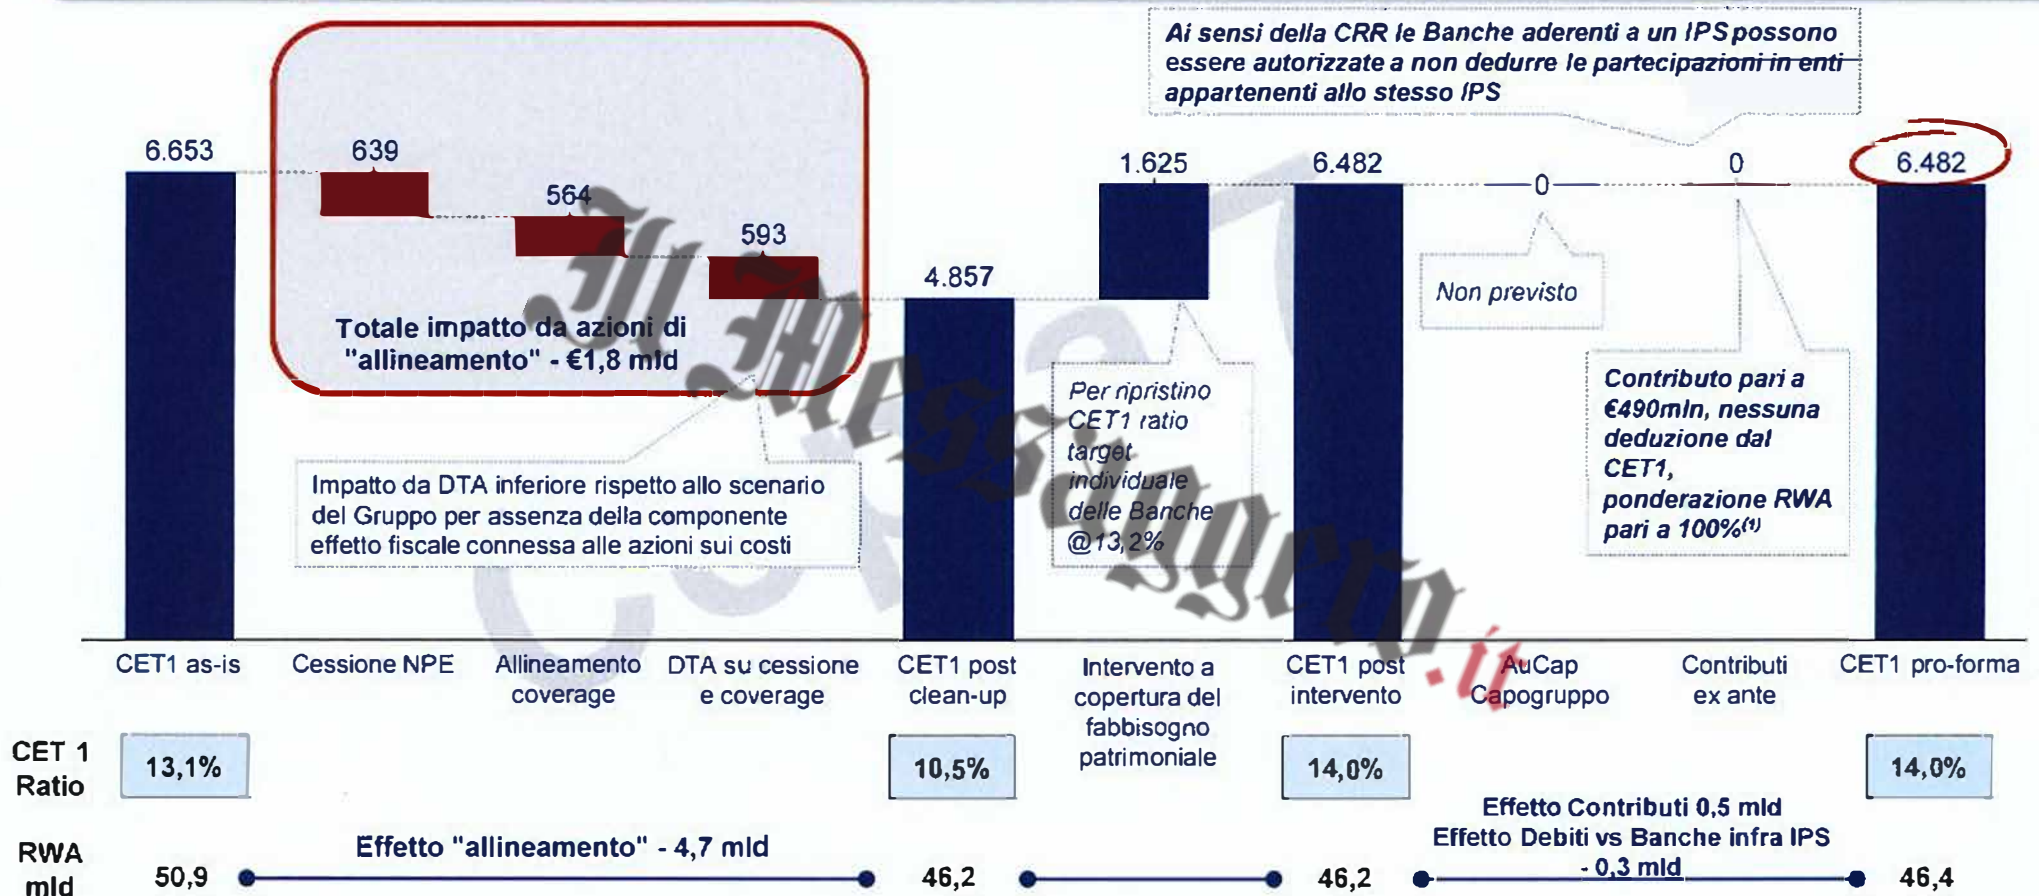 Ai sensi della CRR le Banche aderenti a un IPS possono
essere autorizzate a non dedurre le partecipazioni in enti
appartenenti allo stesso IPS
6.653
639
564
593
4.857
1.625
6.482
0
0
6.482
Totale impatto da azioni di
"allineamento" - €1,8 mld
Non previsto
Impatto da DTA inferiore rispetto allo scenario
del Gruppo per assenza della componente
effetto fiscale connessa alle azioni sui costi
Per ripristino
CET1 ratio
target
individuale
delle Banche
@13,2%
Contributo pari a
€490mln, nessuna
deduzione dal
CET1,
ponderazione RWA
pari a 100%(1)
Copia
Il Messaggero.it
CET1 as-is
Cessione NPE
Allineamento
coverage
DTA su cessione
e coverage
CET1 post
clean-up
Intervento a
copertura del
fabbisogno
patrimoniale
CET1 post
intervento
AuCap
Capogruppo
Contributi
ex ante
CET1 pro-forma
CET 1
Ratio
13,1%
10,5%
14,0%
14,0%
RWA
mld
50,9
Effetto "allineamento" - 4,7 mld
46,2
46,2
Effetto Contributi 0,5 mld
Effetto Debiti vs Banche infra IPS
- 0,3 mld
46,4